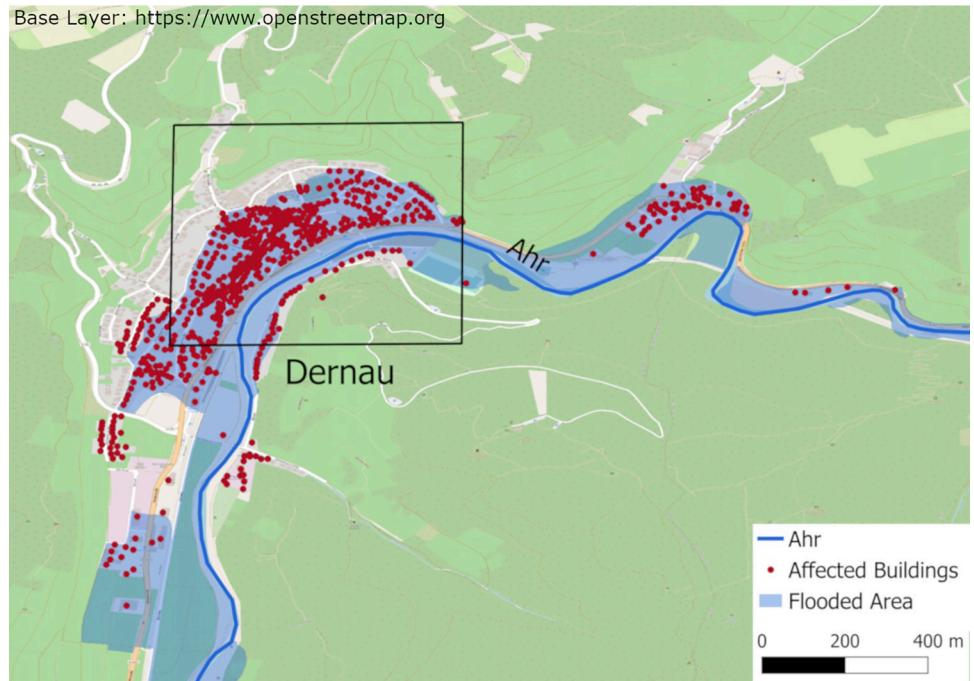 Base Layer: https://www.openstreetmap.org
Ahr
Dernau
Ahr
Affected Buildings
Flooded Area
0 200 400 m